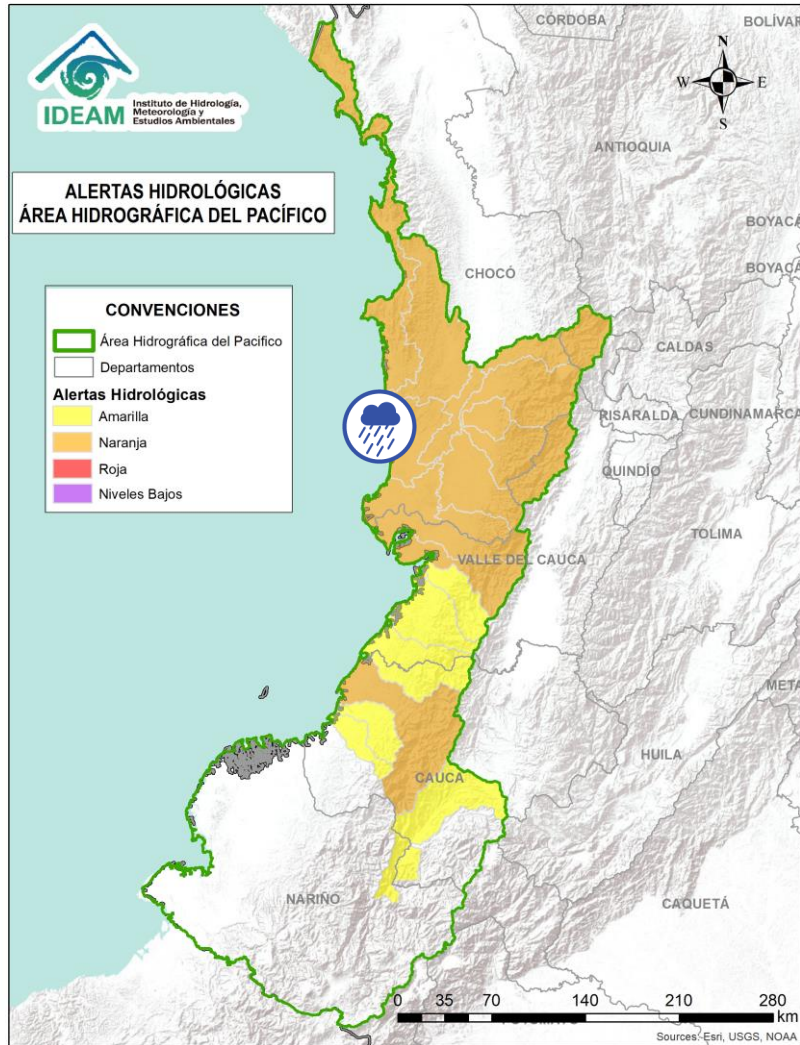 IDEAM
Instituto de Hidrología,
Meteorología y
Estudios Ambientales
ALERTAS HIDROLÓGICAS
ÁREA HIDROGRÁFICA DEL PACÍFICO
CONVENCIONES
Área Hidrográfica del Pacifico
Departamentos
Alertas Hidrológicas
Amarilla
Naranja
Roja
Niveles Bajos
N
W
E
S
CÓRDOBA
BOLÍVAR
ANTIOQUIA
BOYACÁ
BOYACÁ
CHOCÓ
CALDAS
RISARALDA
CUNDINAMARCA
QUINDÍO
TOLIMA
VALLE DEL CAUCA
META
HUILA
CAUCA
NARIÑO
CAQUETÁ
0 35 70 140 210 280
km
Sources: Esri, USGS, NOAA